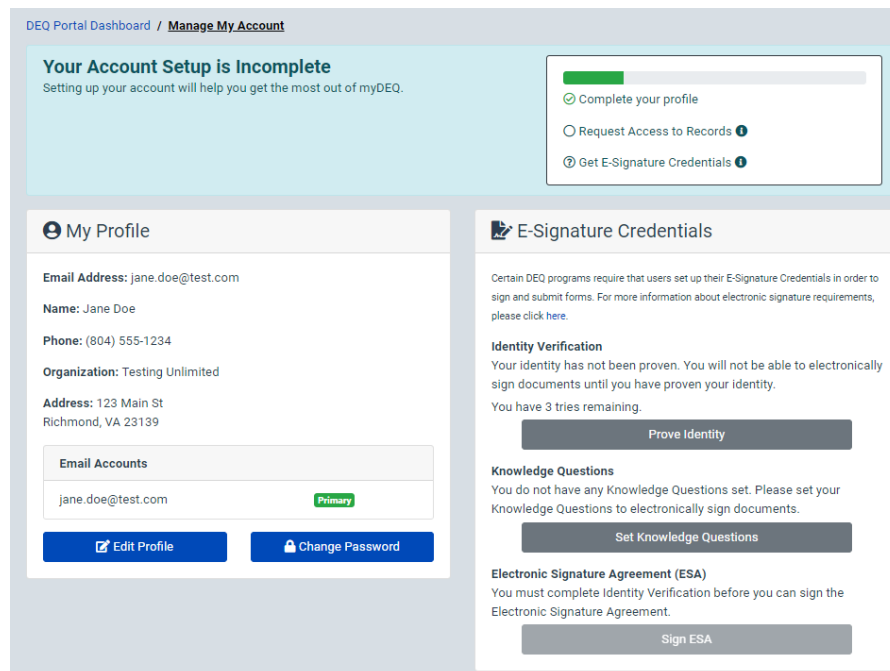 DEQ Portal Dashboard / Manage My Account
Your Account Setup is Incomplete
Setting up your account will help you get the most out of myDEQ.
Complete your profile
Request Access to Records
Get E-Signature Credentials
My Profile
Email Address: jane.doe@test.com
Name: Jane Doe
Phone: (804) 555-1234
Organization: Testing Unlimited
Address: 123 Main St
Richmond, VA 23139
Email Accounts
jane.doe@test.com Primary
Edit Profile Change Password
E-Signature Credentials
Certain DEQ programs require that users set up their E-Signature Credentials in order to
sign and submit forms. For more information about electronic signature requirements,
please click here.
Identity Verification
Your identity has not been proven. You will not be able to electronically
sign documents until you have proven your identity.
You have 3 tries remaining.
Prove Identity
Knowledge Questions
You do not have any Knowledge Questions set. Please set your
Knowledge Questions to electronically sign documents.
Set Knowledge Questions
Electronic Signature Agreement (ESA)
You must complete Identity Verification before you can sign the
Electronic Signature Agreement.
Sign ESA